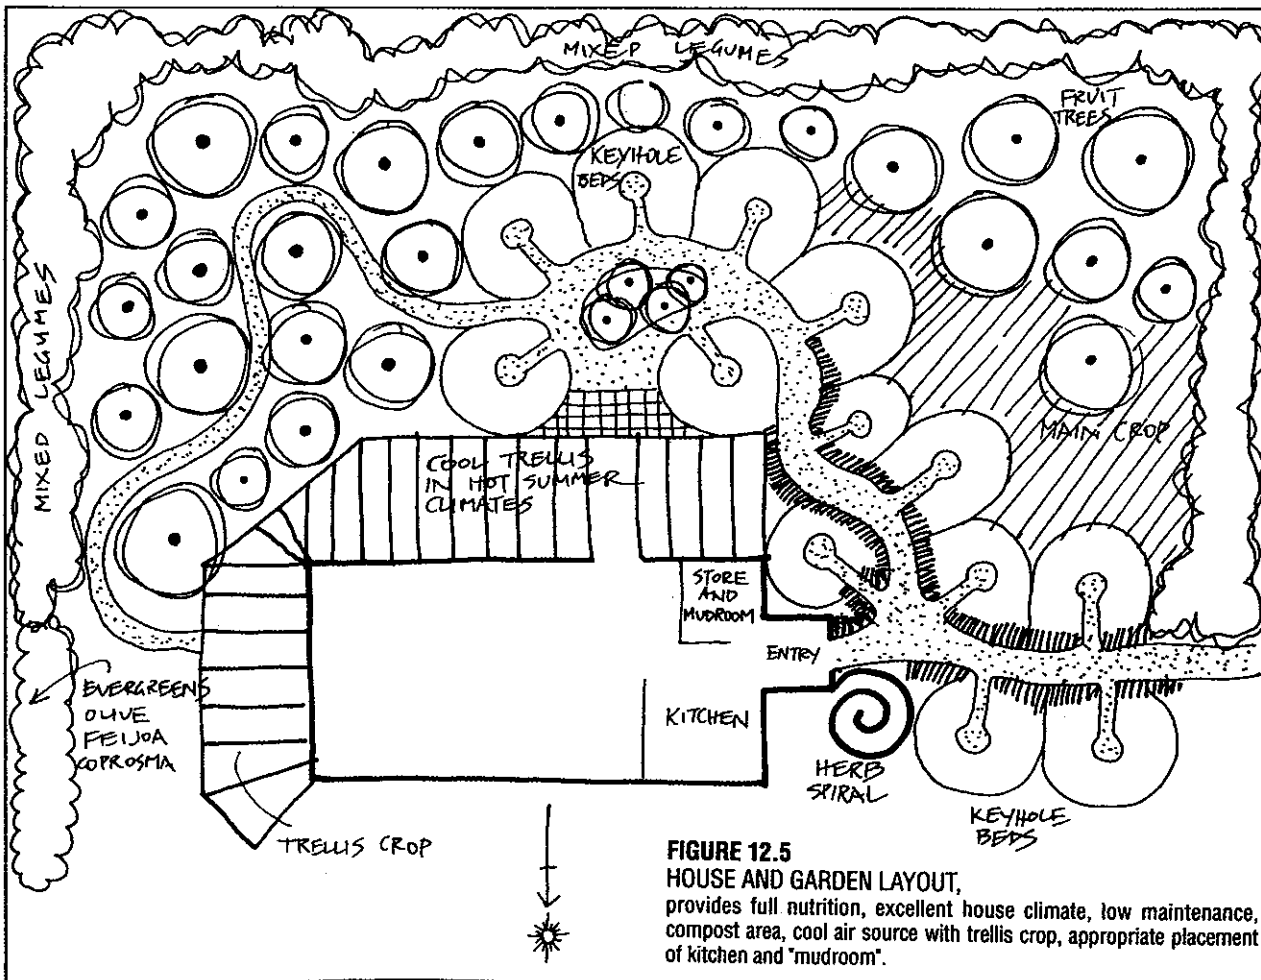 MIXED LEGUMES
FRUIT
TREES
KEYHOLE
BEDS
MIXED LEGUMES
MAIN CROP
COOL TRELLIS
IN HOT SUMMER
CLIMATES
STORE
AND
MUDROOM
ENTRY
EVERGREENS
OLIVE
FEIJOA
COPROSMA
KITCHEN
HERB
SPIRAL
KEYHOLE
BEDS
TRELLIS CROP
FIGURE 12.5
HOUSE AND GARDEN LAYOUT,
provides full nutrition, excellent house climate, low maintenance,
compost area, cool air source with trellis crop, appropriate placement
of kitchen and "mudroom".